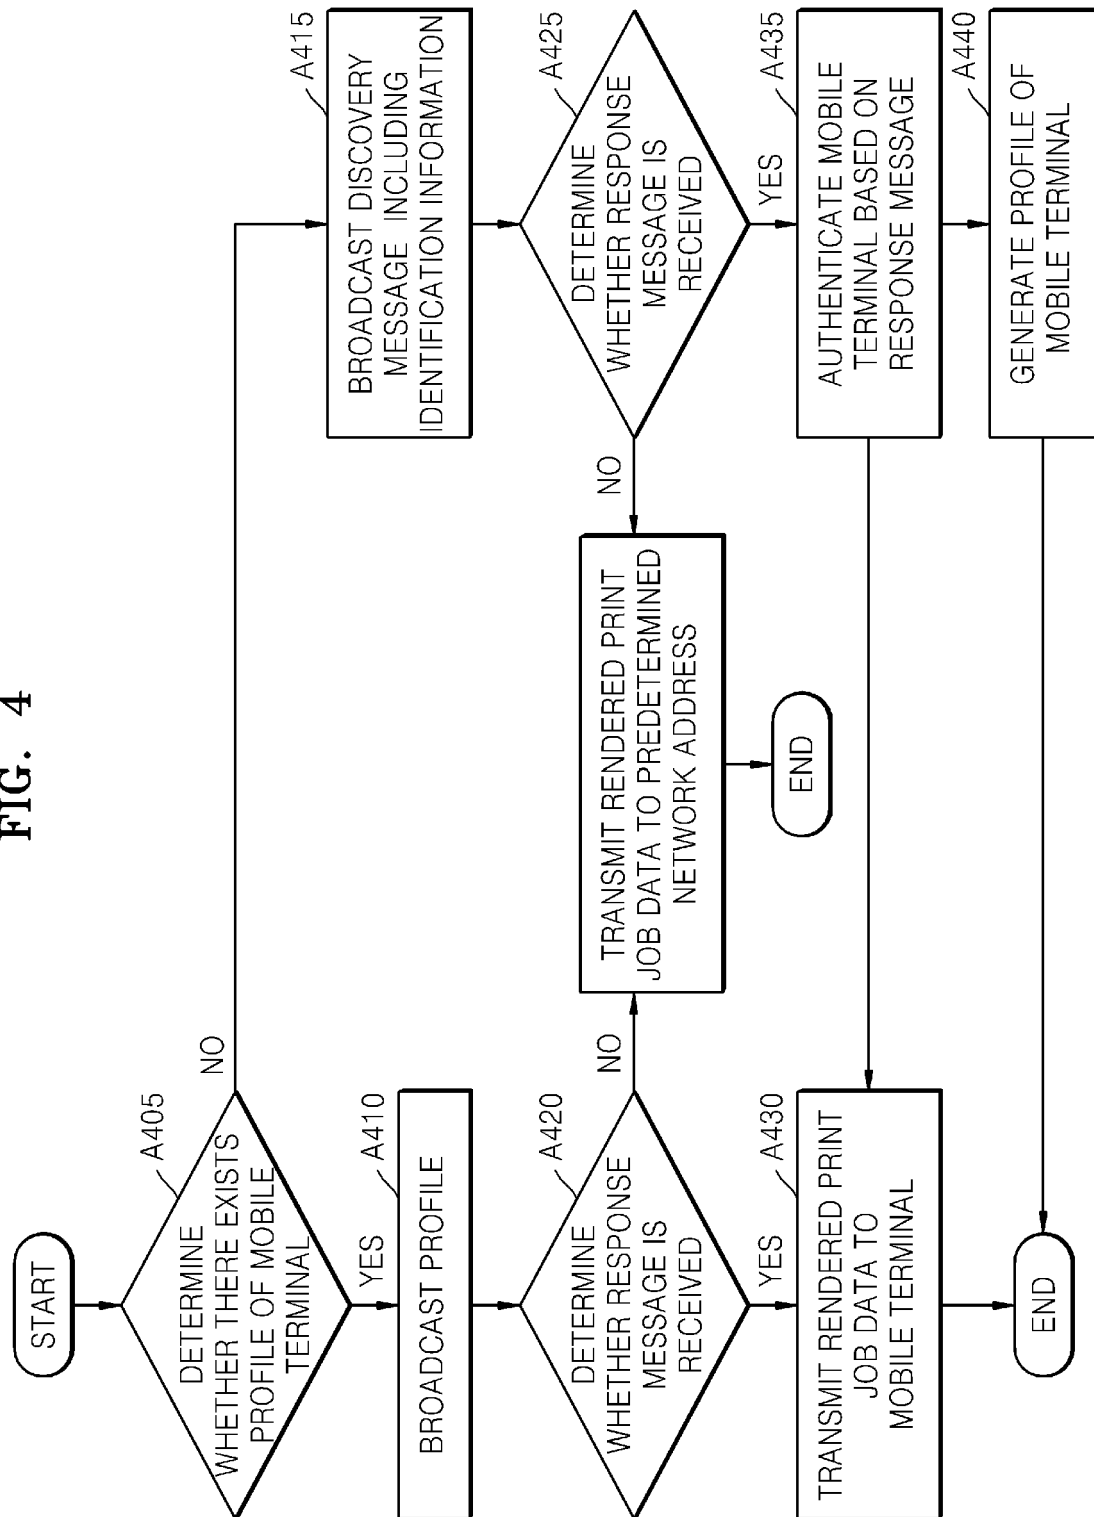 FIG. 4
START
A405
DETERMINE
WHETHER THERE EXISTS
PROFILE OF MOBILE
TERMINAL
NO
YES
A410
BROADCAST PROFILE
A415
BROADCAST DISCOVERY
MESSAGE INCLUDING
IDENTIFICATION INFORMATION
A420
DETERMINE
WHETHER RESPONSE
MESSAGE IS
RECEIVED
NO
YES
TRANSMIT RENDERED PRINT
JOB DATA TO PREDETERMINED
NETWORK ADDRESS
END
A425
DETERMINE
WHETHER RESPONSE
MESSAGE IS
RECEIVED
NO
YES
A430
TRANSMIT RENDERED PRINT
JOB DATA TO
MOBILE TERMINAL
A435
AUTHENTICATE MOBILE
TERMINAL BASED ON
RESPONSE MESSAGE
A440
GENERATE PROFILE OF
MOBILE TERMINAL
END